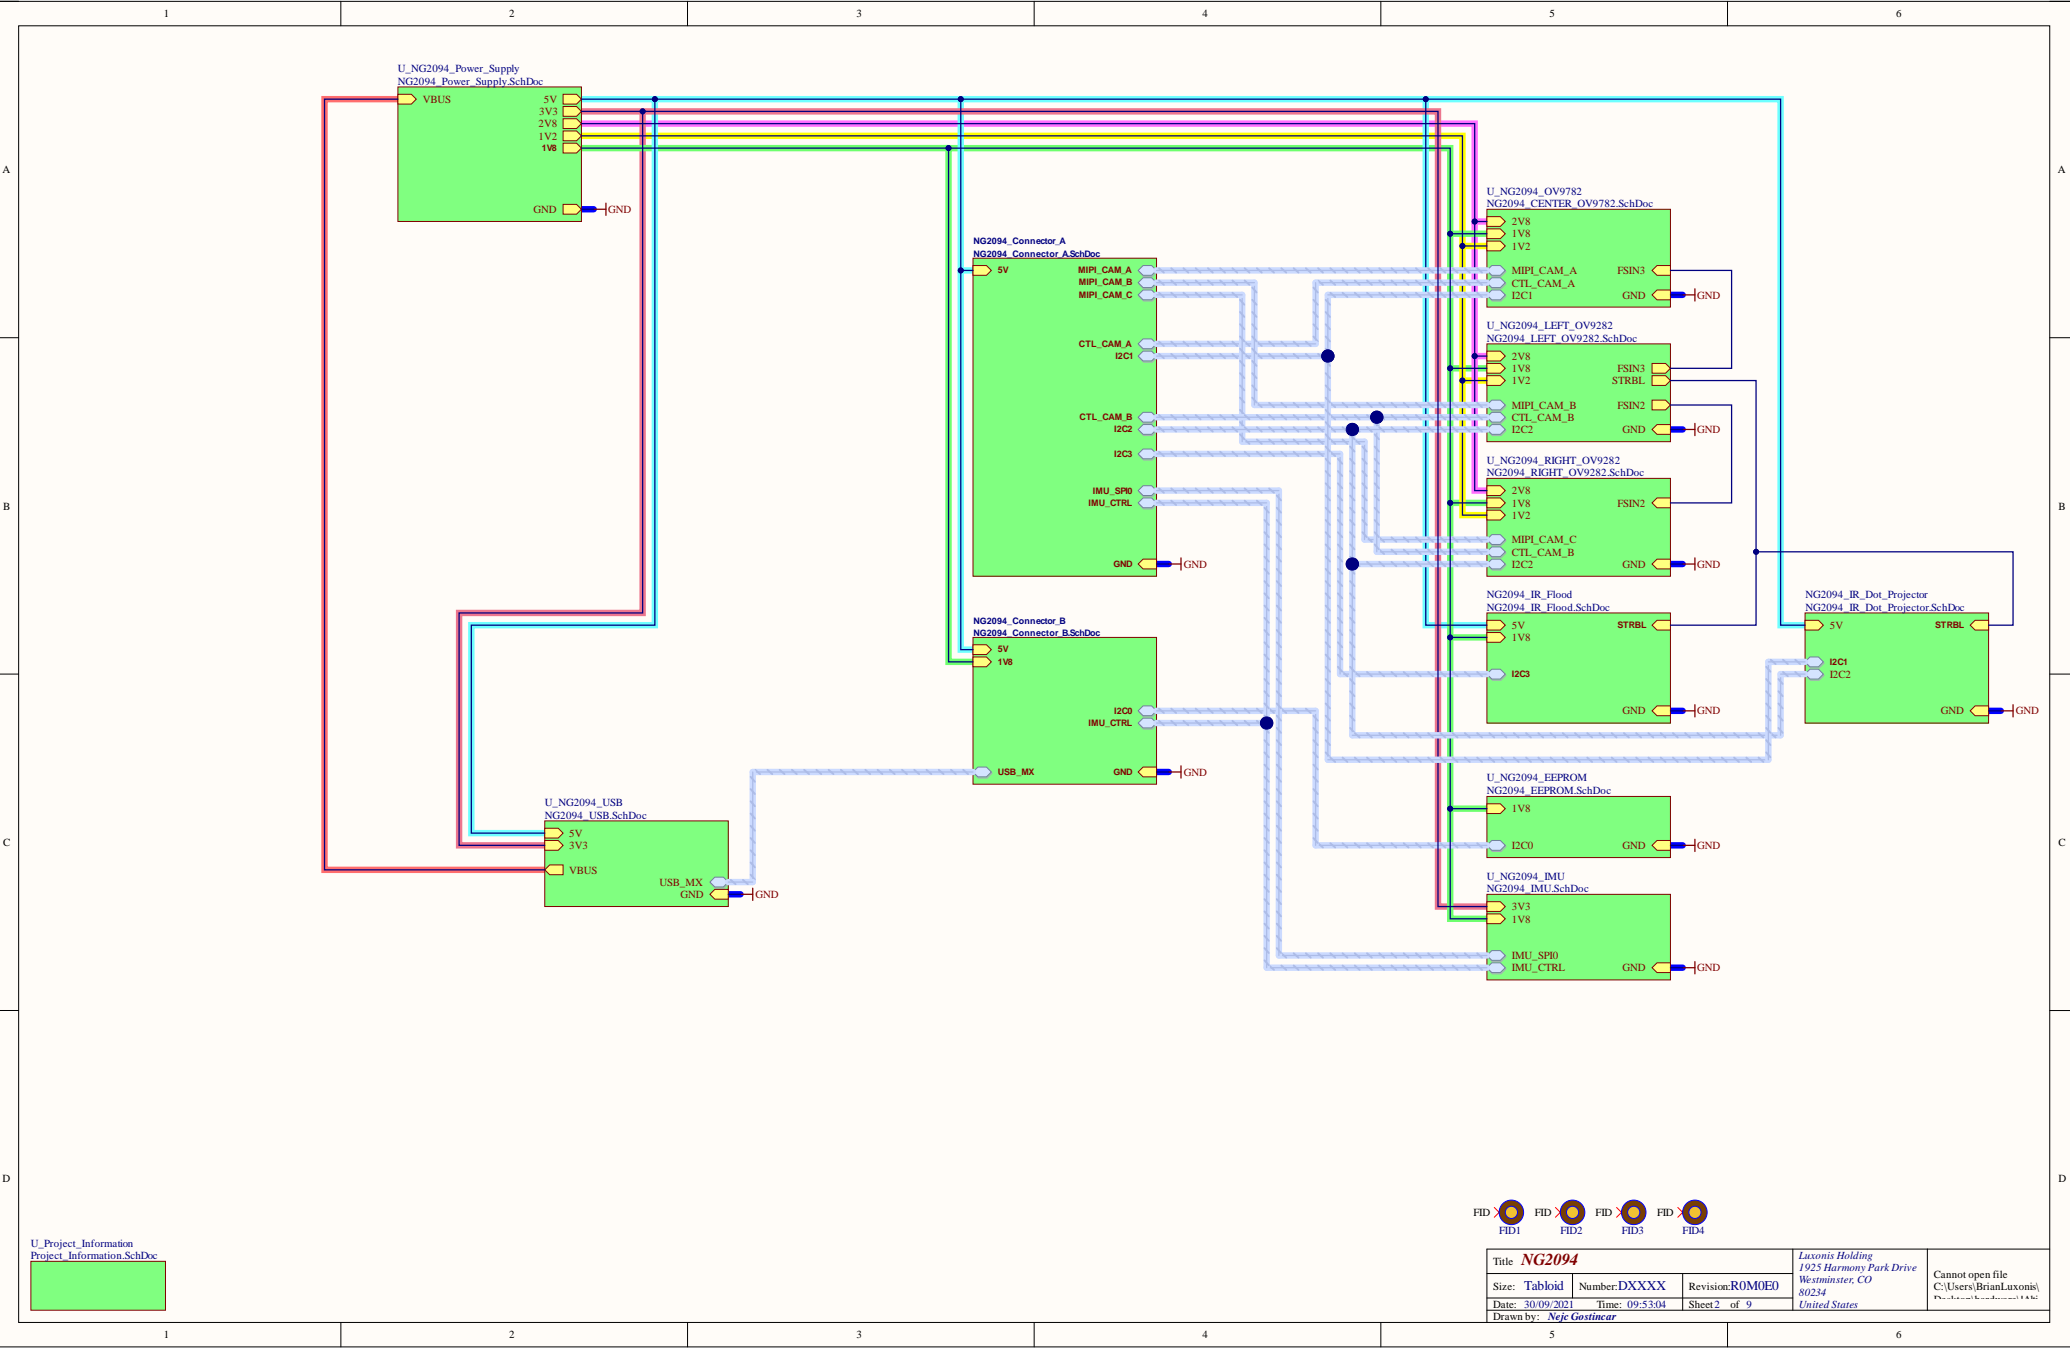 1 2 3 4 5 6
A A
B B
C C
D D
U_NG2094_Power_Supply
NG2094_Power_Supply.SchDoc
VBUS
5V
3V3
2V8
1V2
1V8
GND
GND
NG2094_Connector_A
NG2094_Connector_A.SchDoc
5V
MIPI_CAM_A
MIPI_CAM_B
MIPI_CAM_C
CTL_CAM_A
I2C1
CTL_CAM_B
I2C2
I2C3
IMU_SPI0
IMU_CTRL
GND
GND
NG2094_Connector_B
NG2094_Connector_B.SchDoc
5V
1V8
I2C0
IMU_CTRL
USB_MX
GND
GND
U_NG2094_USB
NG2094_USB.SchDoc
5V
3V3
VBUS
USB_MX
GND
GND
U_NG2094_OV9782
NG2094_CENTER_OV9782.SchDoc
2V8
1V8
1V2
MIPI_CAM_A
CTL_CAM_A
I2C1
FSIN3
GND
GND
U_NG2094_LEFT_OV9282
NG2094_LEFT_OV9282.SchDoc
2V8
1V8
1V2
MIPI_CAM_B
CTL_CAM_B
I2C2
FSIN3
STRBL
FSIN2
GND
GND
U_NG2094_RIGHT_OV9282
NG2094_RIGHT_OV9282.SchDoc
2V8
1V8
1V2
MIPI_CAM_C
CTL_CAM_B
I2C2
FSIN2
GND
GND
NG2094_IR_Flood
NG2094_IR_Flood.SchDoc
5V
1V8
I2C3
STRBL
GND
GND
NG2094_IR_Dot_Projector
NG2094_IR_Dot_Projector.SchDoc
5V
I2C1
I2C2
STRBL
GND
GND
U_NG2094_EEPROM
NG2094_EEPROM.SchDoc
1V8
I2C0
GND
GND
U_NG2094_IMU
NG2094_IMU.SchDoc
3V3
1V8
IMU_SPI0
IMU_CTRL
GND
GND
FID FID FID FID
FID1 FID2 FID3 FID4
U_Project_Information
Project_Information.SchDoc
Title NG2094
Size: Tabloid Number:DXXXX Revision:R0M0E0
Date: 30/09/2021 Time: 09:53:04 Sheet 2 of 9
Drawn by: Nejc Gostincar
Luxonis Holding
1925 Harmony Park Drive
Westminster, CO
80234
United States
Cannot open file
C:\Users\BrianLuxonis\
1 2 3 4 5 6